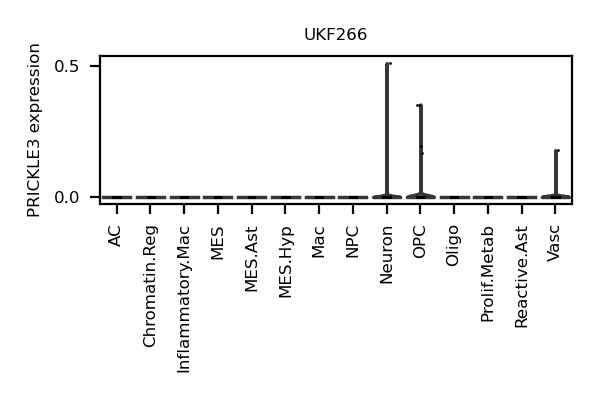 UKF266
PRICKLE3 expression
0.5
0.0
AC
Chromatin.Reg
Inflammatory.Mac
MES
MES.Ast
MES.Hyp
Mac
NPC
Neuron
OPC
Oligo
Prolif.Metab
Reactive.Ast
Vasc